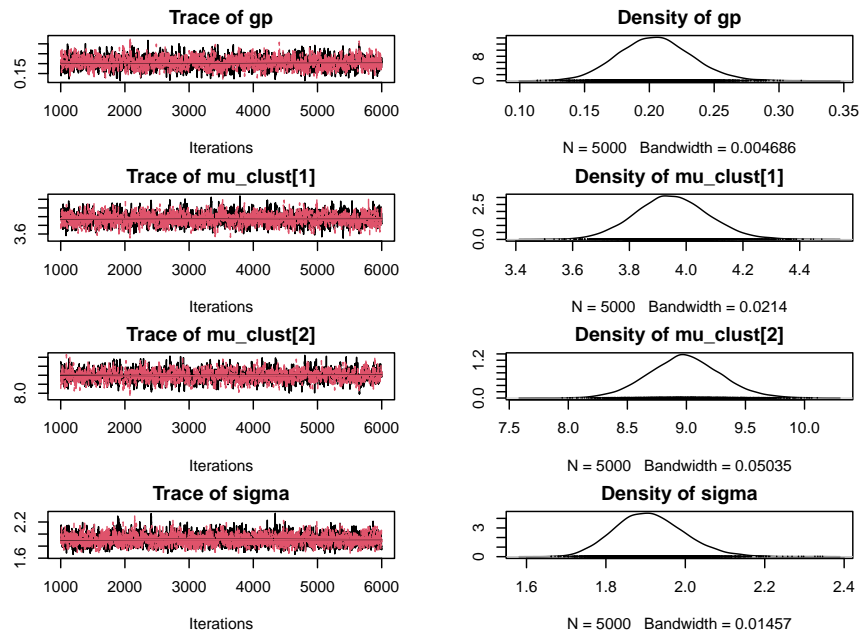 Trace of gp
0.15
1000 2000 3000 4000 5000 6000
Iterations
Density of gp
0 8
0.10 0.15 0.20 0.25 0.30 0.35
N = 5000 Bandwidth = 0.004686
Trace of mu_clust[1]
3.6
1000 2000 3000 4000 5000 6000
Iterations
Density of mu_clust[1]
0.0 2.5
3.4 3.6 3.8 4.0 4.2 4.4
N = 5000 Bandwidth = 0.0214
Trace of mu_clust[2]
8.0
1000 2000 3000 4000 5000 6000
Iterations
Density of mu_clust[2]
0.0 1.2
7.5 8.0 8.5 9.0 9.5 10.0
N = 5000 Bandwidth = 0.05035
Trace of sigma
1.6 2.2
1000 2000 3000 4000 5000 6000
Iterations
Density of sigma
0 3
1.6 1.8 2.0 2.2 2.4
N = 5000 Bandwidth = 0.01457